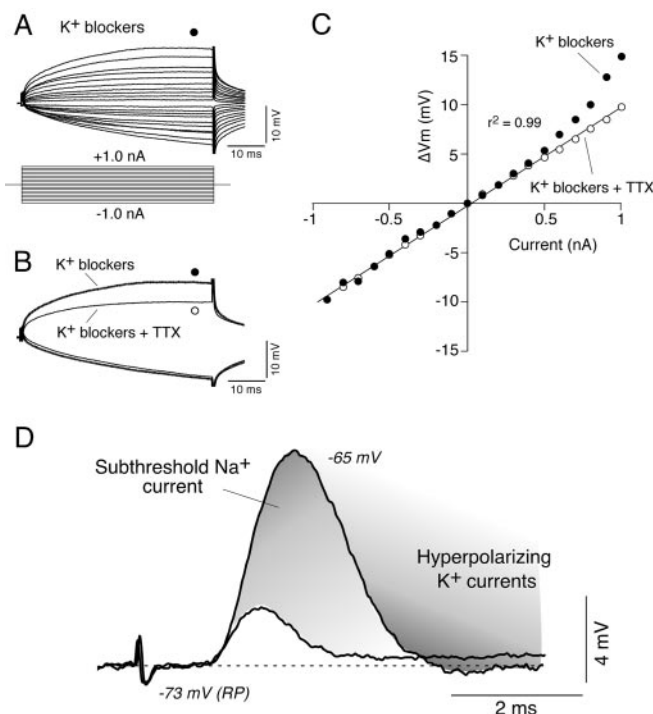 A
K+ blockers
10 mV
10 ms
+1.0 nA
-1.0 nA
B
K+ blockers
K+ blockers + TTX
10 mV
10 ms
C
15
10
5
-5
-10
-15
ΔVm (mV)
K+ blockers
r2 = 0.99
K+ blockers + TTX
-1
-0.5
0
0.5
1
Current (nA)
D
Subthreshold Na+
current
-65 mV
Hyperpolarizing
K+ currents
4 mV
-73 mV (RP)
2 ms